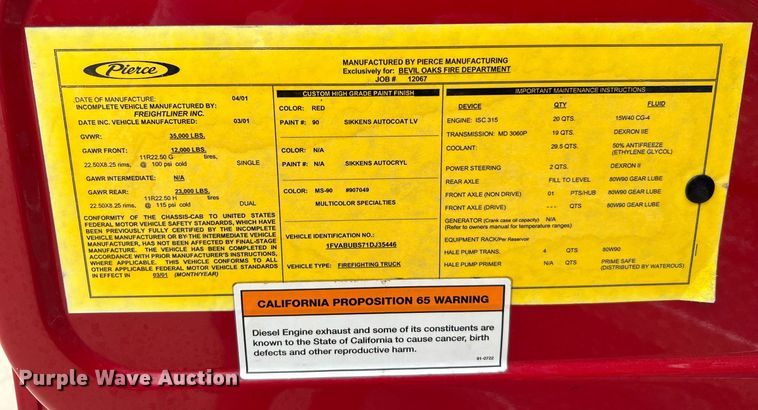 Pierce
MANUFACTURED BY PIERCE MANUFACTURING
Exclusively for: BEVIL OAKS FIRE DEPARTMENT
JOB # 12067
DATE OF MANUFACTURE: 04/01
INCOMPLETE VEHICLE MANUFACTURED BY:
FREIGHTLINER INC.
DATE INC. VEHICLE MANUFACTURED: 03/01
GVWR: 35,000 LBS.
GAWR FRONT: 12,000 LBS.
11R22.50 G tires,
22.50X8.25 rims, @ 100 psi cold SINGLE
GAWR INTERMEDIATE: N/A
GAWR REAR: 23,000 LBS.
11R22.50 H tires,
22.50X8.25 rims, @ 115 psi cold DUAL
CONFORMITY OF THE CHASSIS-CAB TO UNITED STATES
FEDERAL MOTOR VEHICLE SAFETY STANDARDS, WHICH HAVE
BEEN PREVIOUSLY FULLY CERTIFIED BY THE INCOMPLETE
VEHICLE MANUFACTURER OR BY THE INTERMEDIATE VEHICLE
MANUFACTURER, HAS NOT BEEN AFFECTED BY FINAL-STAGE
MANUFACTURE. THE VEHICLE HAS BEEN COMPLETED IN
ACCORDANCE WITH PRIOR MANUFACTURER'S INSTRUCTIONS,
WHERE APPLICABLE. THIS VEHICLE CONFORMS TO ALL
OTHER APPLICABLE FEDERAL MOTOR VEHICLE STANDARDS
IN EFFECT IN 03/01 (MONTH/YEAR)
CUSTOM HIGH GRADE PAINT FINISH
COLOR: RED
PAINT #: 90 SIKKENS AUTOCOAT LV
COLOR: N/A
PAINT #: N/A SIKKENS AUTOCRYL
COLOR: MS-90 #907049
MULTICOLOR SPECIALTIES
VEHICLE IDENTIFICATION NO.:
1FVABUBS71DJ35446
VEHICLE TYPE: FIREFIGHTING TRUCK
IMPORTANT MAINTENANCE INSTRUCTIONS
DEVICE QTY FLUID
ENGINE: ISC 315 20 QTS. 15W40 CG-4
TRANSMISSION: MD 3060P 19 QTS. DEXRON IIE
COOLANT: 29.5 QTS. 50% ANTIFREEZE
(ETHYLENE GLYCOL)
POWER STEERING 2 QTS. DEXRON II
REAR AXLE FILL TO LEVEL 80W90 GEAR LUBE
FRONT AXLE (NON DRIVE) 01 PTS/HUB 80W90 GEAR LUBE
FRONT AXLE (DRIVE) --- QTS 80W90 GEAR LUBE
GENERATOR (Crank case oil capacity) N/A
(Refer to owners manual for temperature ranges)
EQUIPMENT RACK/Per Reservoir
HALE PUMP TRANS. 4 QTS 80W90
HALE PUMP PRIMER N/A QTS PRIME SAFE
(DISTRIBUTED BY WATEROUS)
CALIFORNIA PROPOSITION 65 WARNING
Diesel Engine exhaust and some of its constituents are
known to the State of California to cause cancer, birth
defects and other reproductive harm.
91-0722
Purple Wave Auction